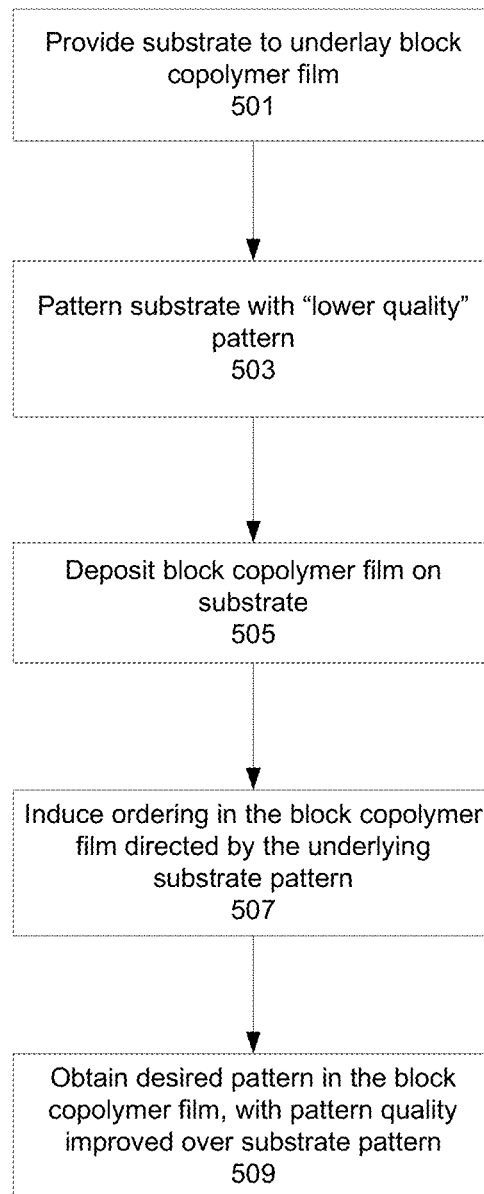 Provide substrate to underlay block
copolymer film
501
Pattern substrate with “lower quality”
pattern
503
Deposit block copolymer film on
substrate
505
Induce ordering in the block copolymer
film directed by the underlying
substrate pattern
507
Obtain desired pattern in the block
copolymer film, with pattern quality
improved over substrate pattern
509